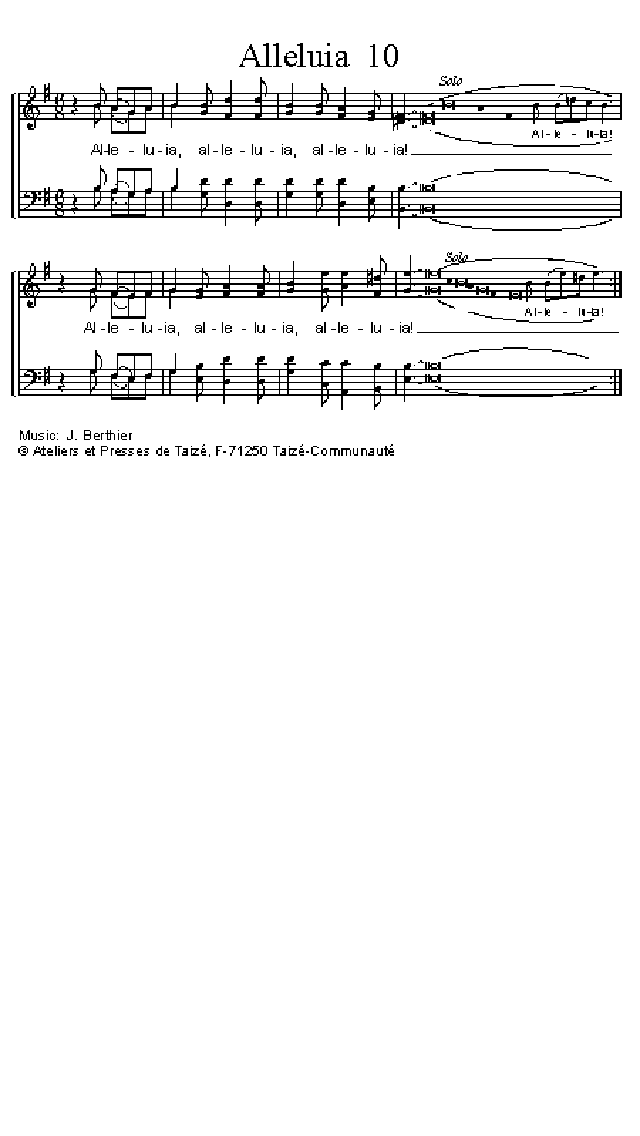 Alleluia 10
Solo
Al - le - lu - ia!
Al-le - lu - ia, al - le - lu - ia, al - le - lu - ia!
Solo
Al - le - lu - ia!
Al - le - lu - ia, al - le - lu - ia, al - le - lu - ia!
Music: J. Berthier
© Ateliers et Presses de Taizé, F-71250 Taizé-Communauté